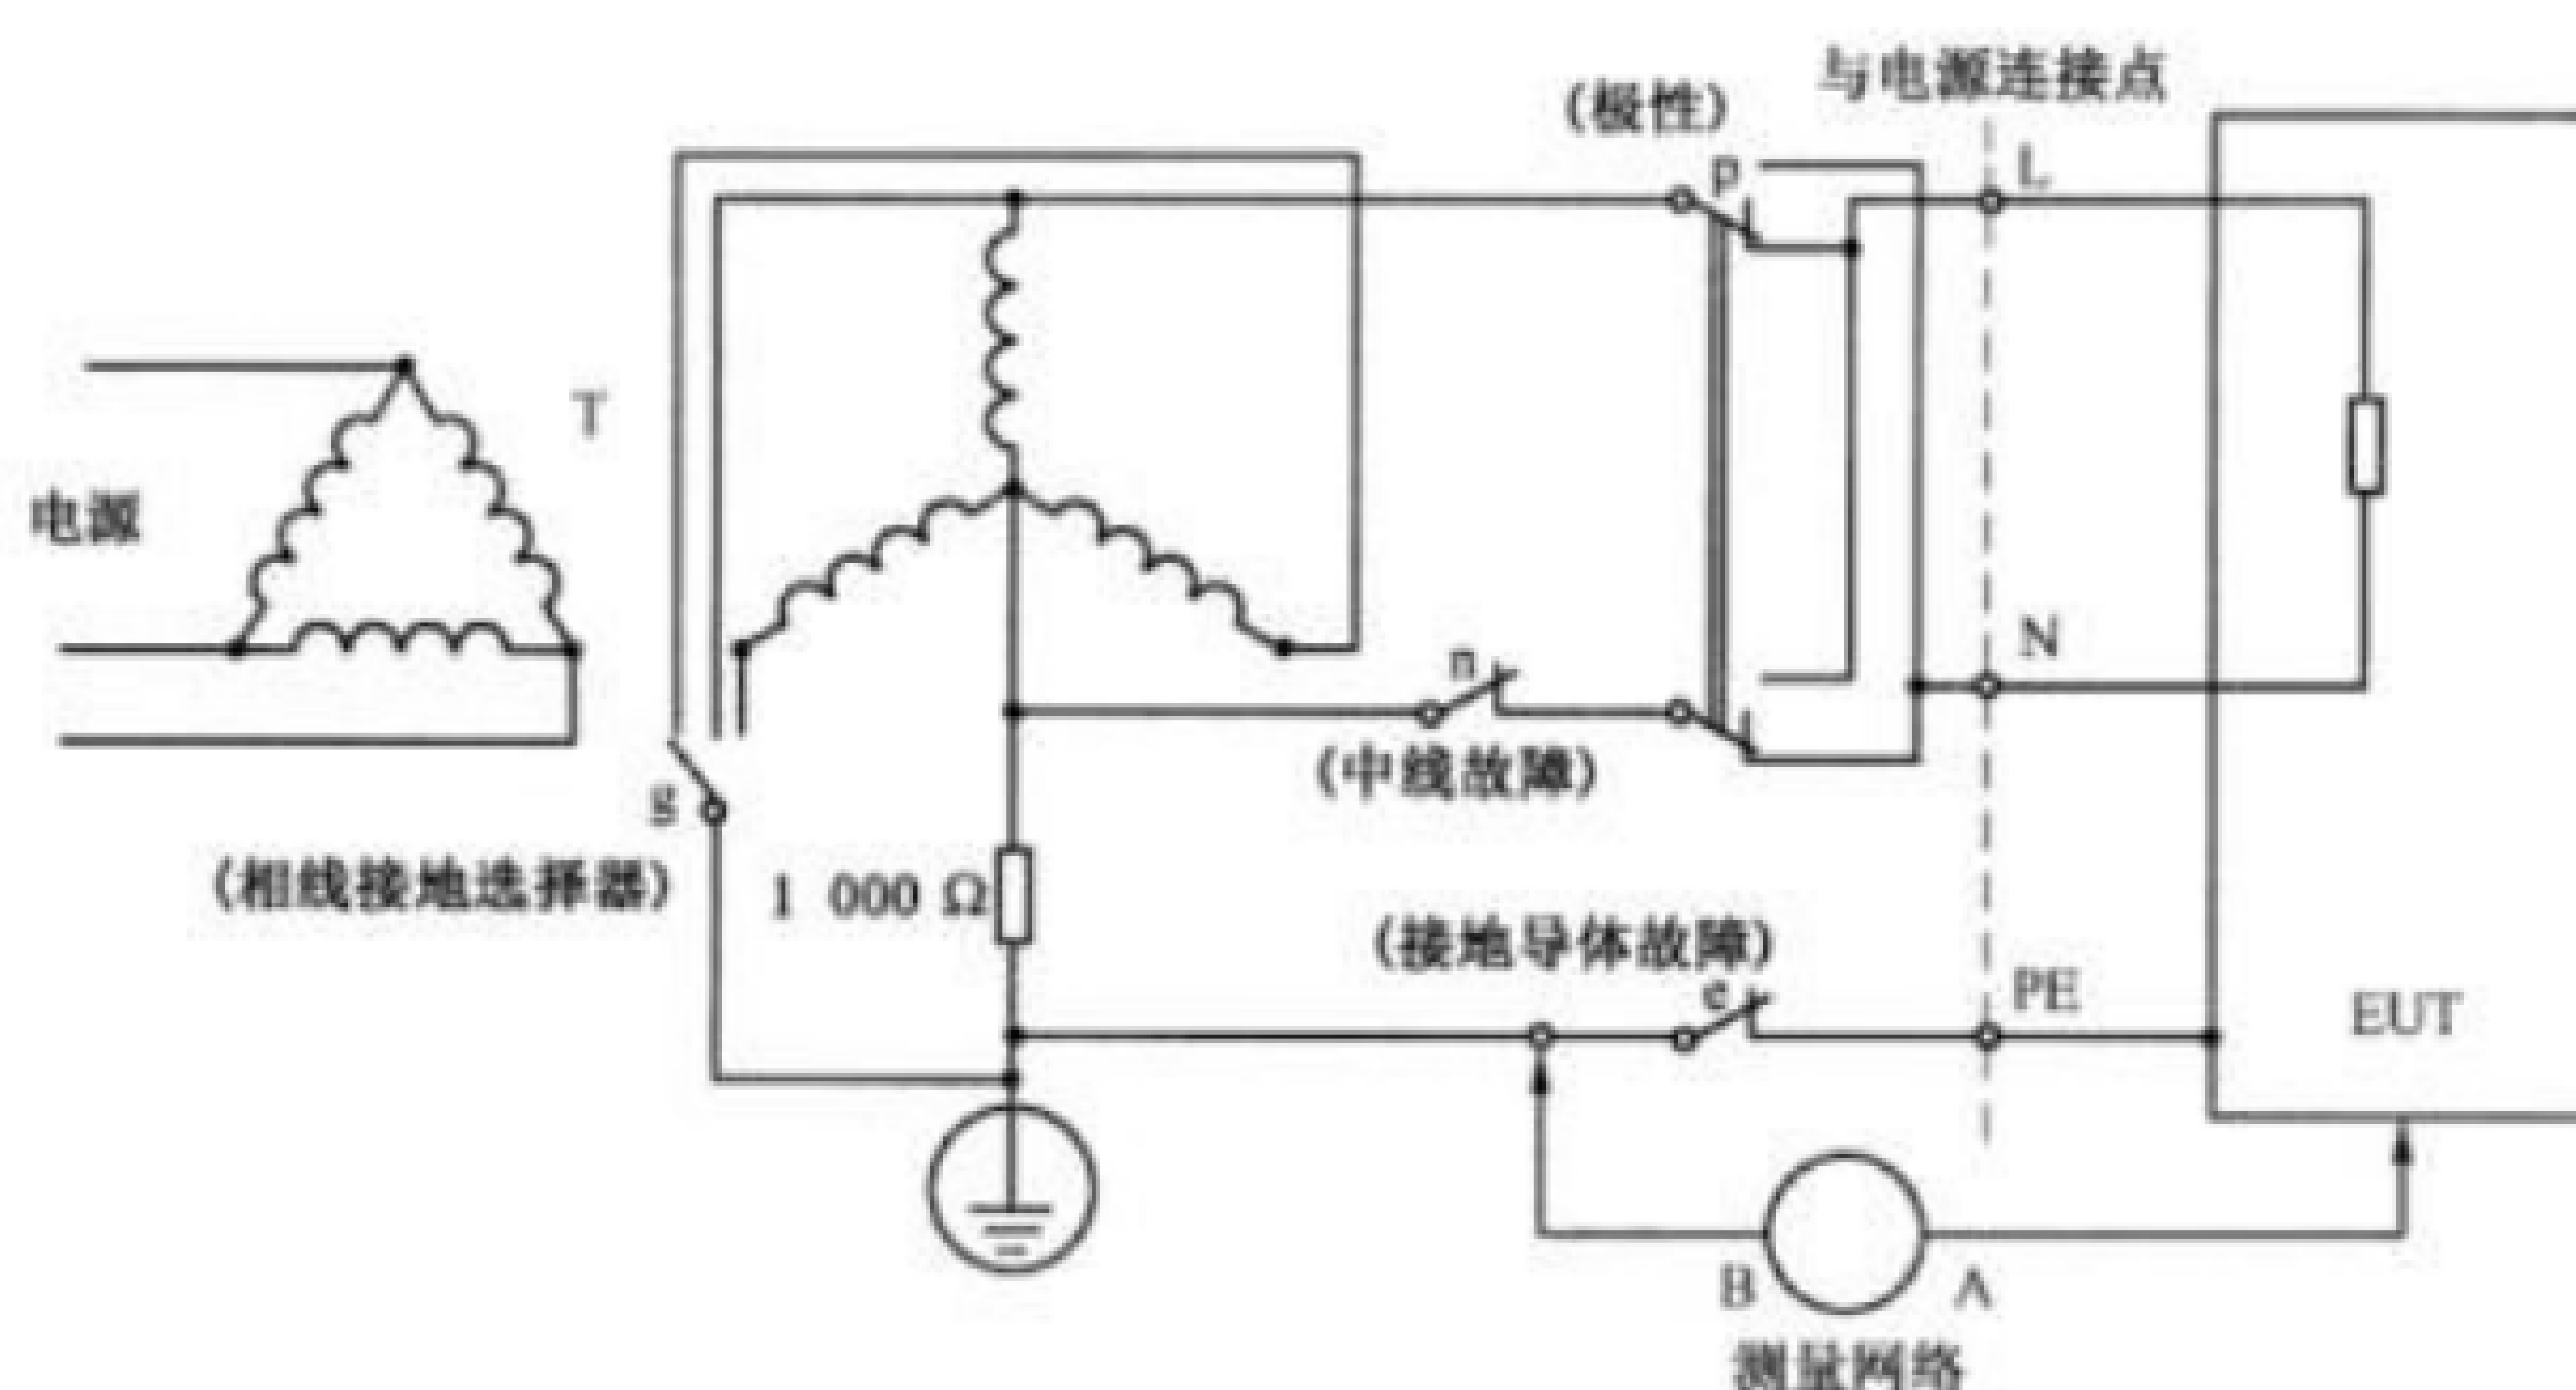 与电源连接点
(极性)
p
L
T
电源
N
n
(中线故障)
g
(相线接地选择器)
1 000 Ω
(接地导体故障)
e
PE
EUT
B
A
测量网络